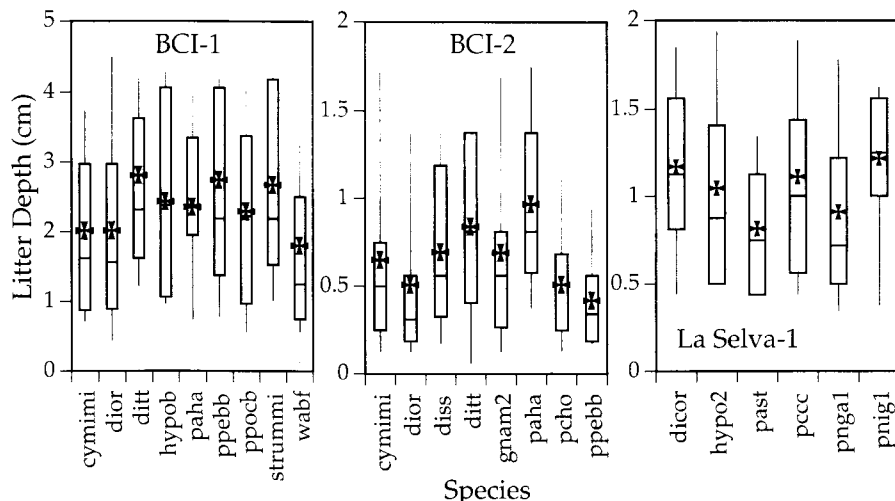 BCI-1
BCI-2
La Selva-1
Litter Depth (cm)
5
4
3
2
1
0
2
1.5
1
0.5
0
2
1.5
1
0.5
0
cymimi
dior
ditt
hypob
paha
ppebb
ppocb
strummi
wabf
cymimi
dior
diss
ditt
gnam2
paha
pcho
ppebb
dicor
hypo2
past
pccc
pnga1
pnig1
Species